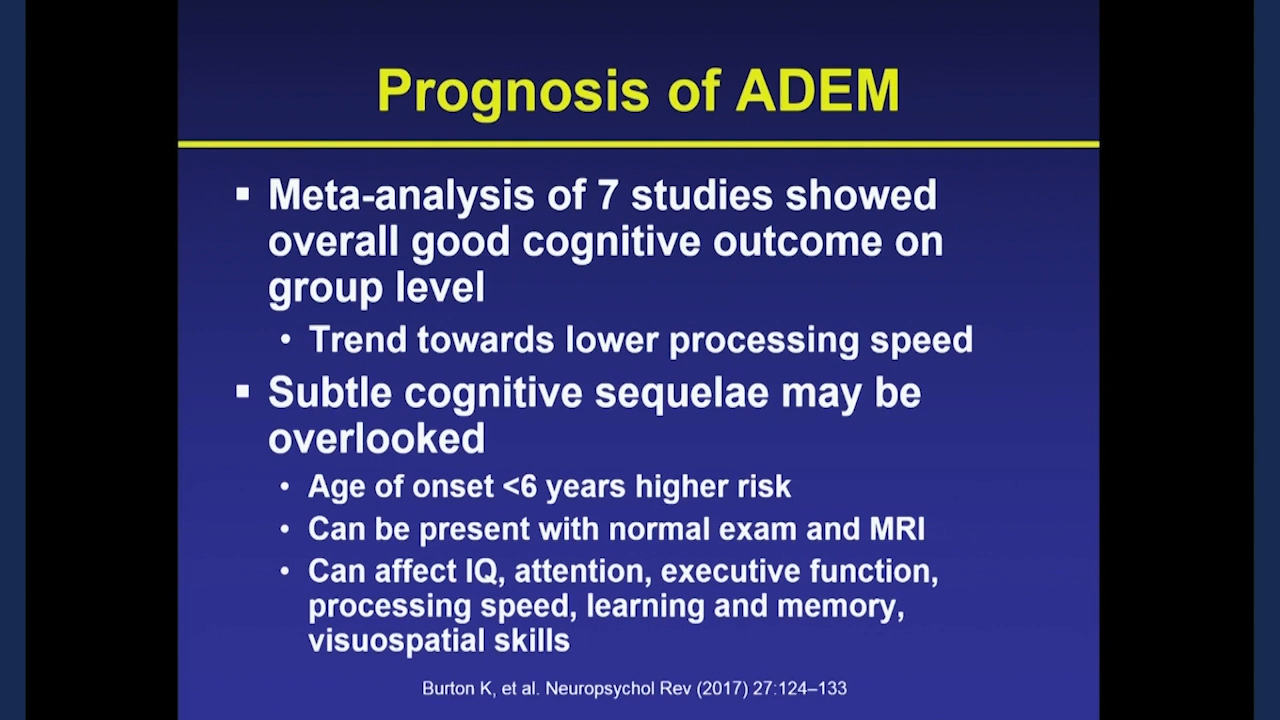 Prognosis of ADEM
▪ Meta-analysis of 7 studies showed
overall good cognitive outcome on
group level
• Trend towards lower processing speed
▪ Subtle cognitive sequelae may be
overlooked
• Age of onset <6 years higher risk
• Can be present with normal exam and MRI
• Can affect IQ, attention, executive function,
processing speed, learning and memory,
visuospatial skills
Burton K, et al. Neuropsychol Rev (2017) 27:124–133